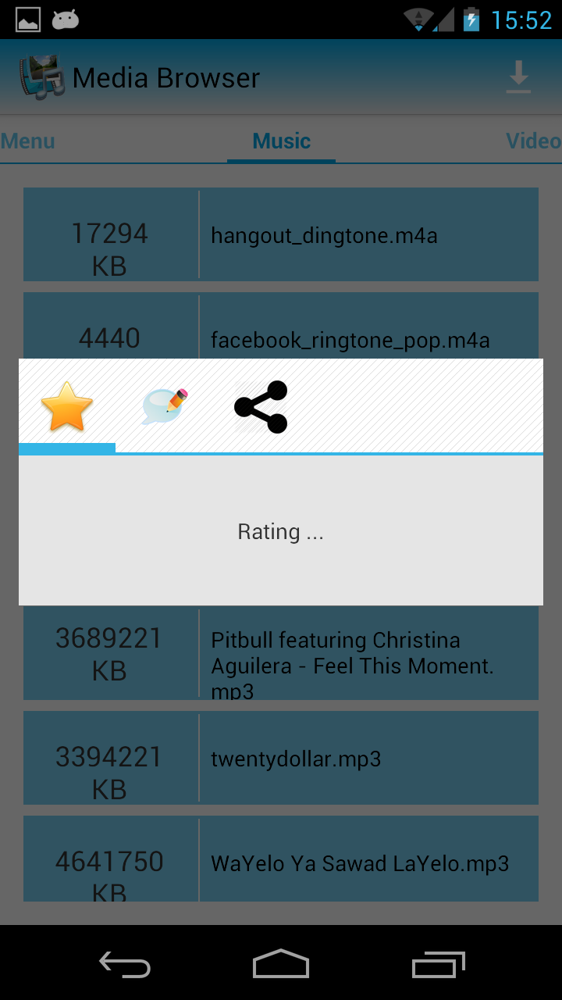 15:52
Media Browser
Menu
Music
Video
17294
KB
hangout_dingtone.m4a
4440
facebook_ringtone_pop.m4a
Rating ...
3689221
KB
Pitbull featuring Christina
Aguilera - Feel This Moment.
mp3
3394221
KB
twentydollar.mp3
4641750
KB
WaYelo Ya Sawad LaYelo.mp3